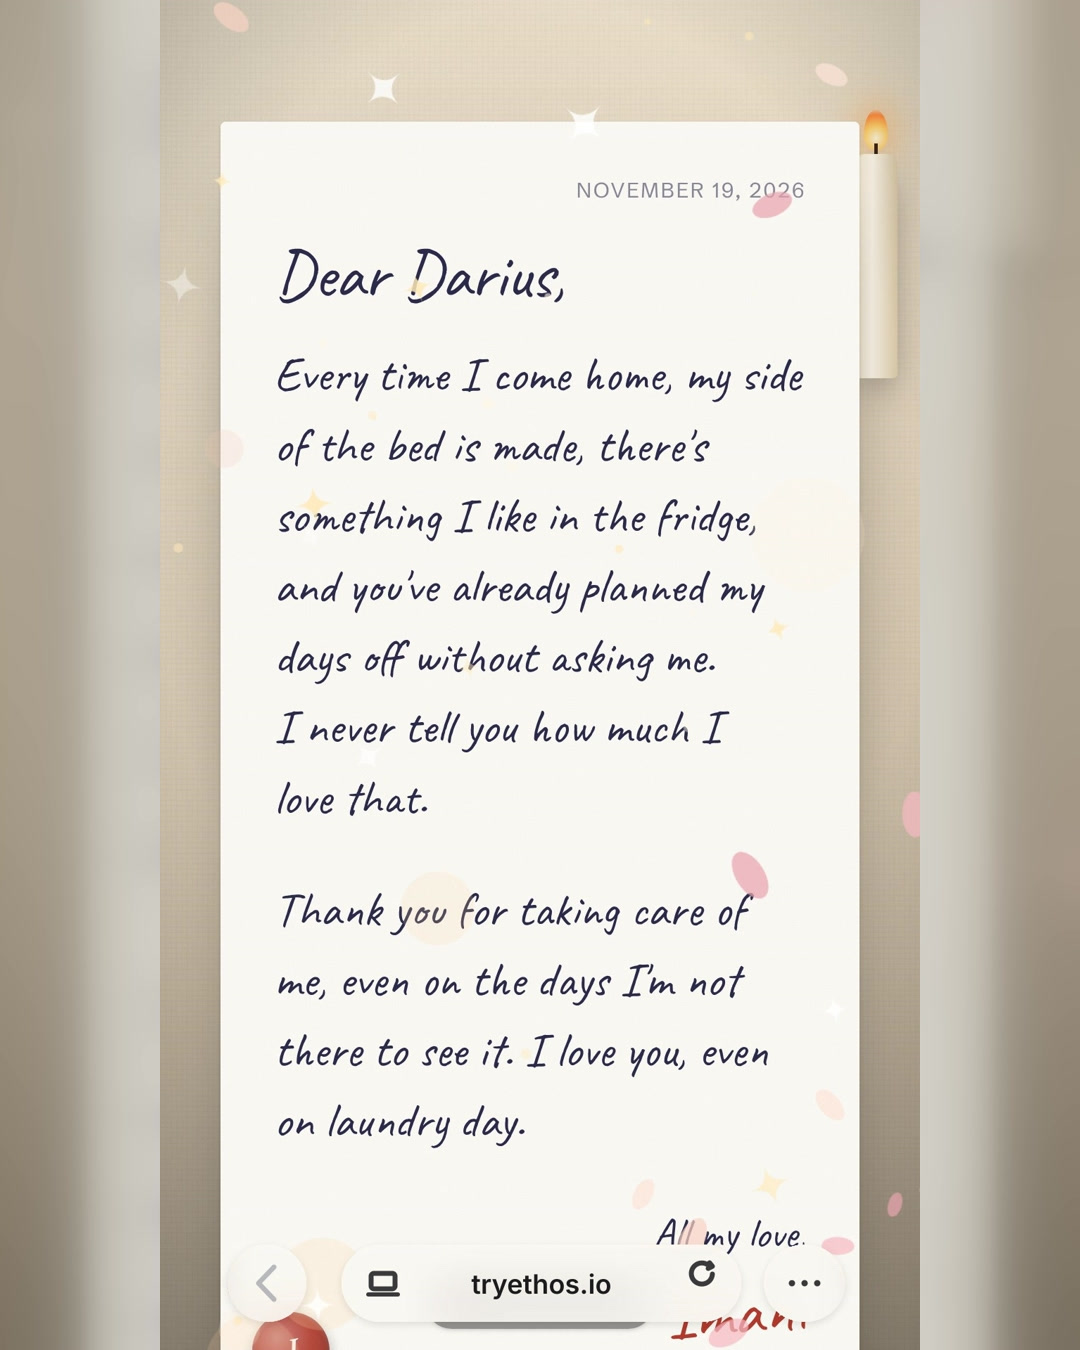 NOVEMBER 19, 2026
Dear Darius,
Every time I come home, my side
of the bed is made, there's
something I like in the fridge,
and you've already planned my
days off without asking me.
I never tell you how much I
love that.
Thank you for taking care of
me, even on the days I'm not
there to see it. I love you, even
on laundry day.
All my love,
tryethos.io
Imani
I